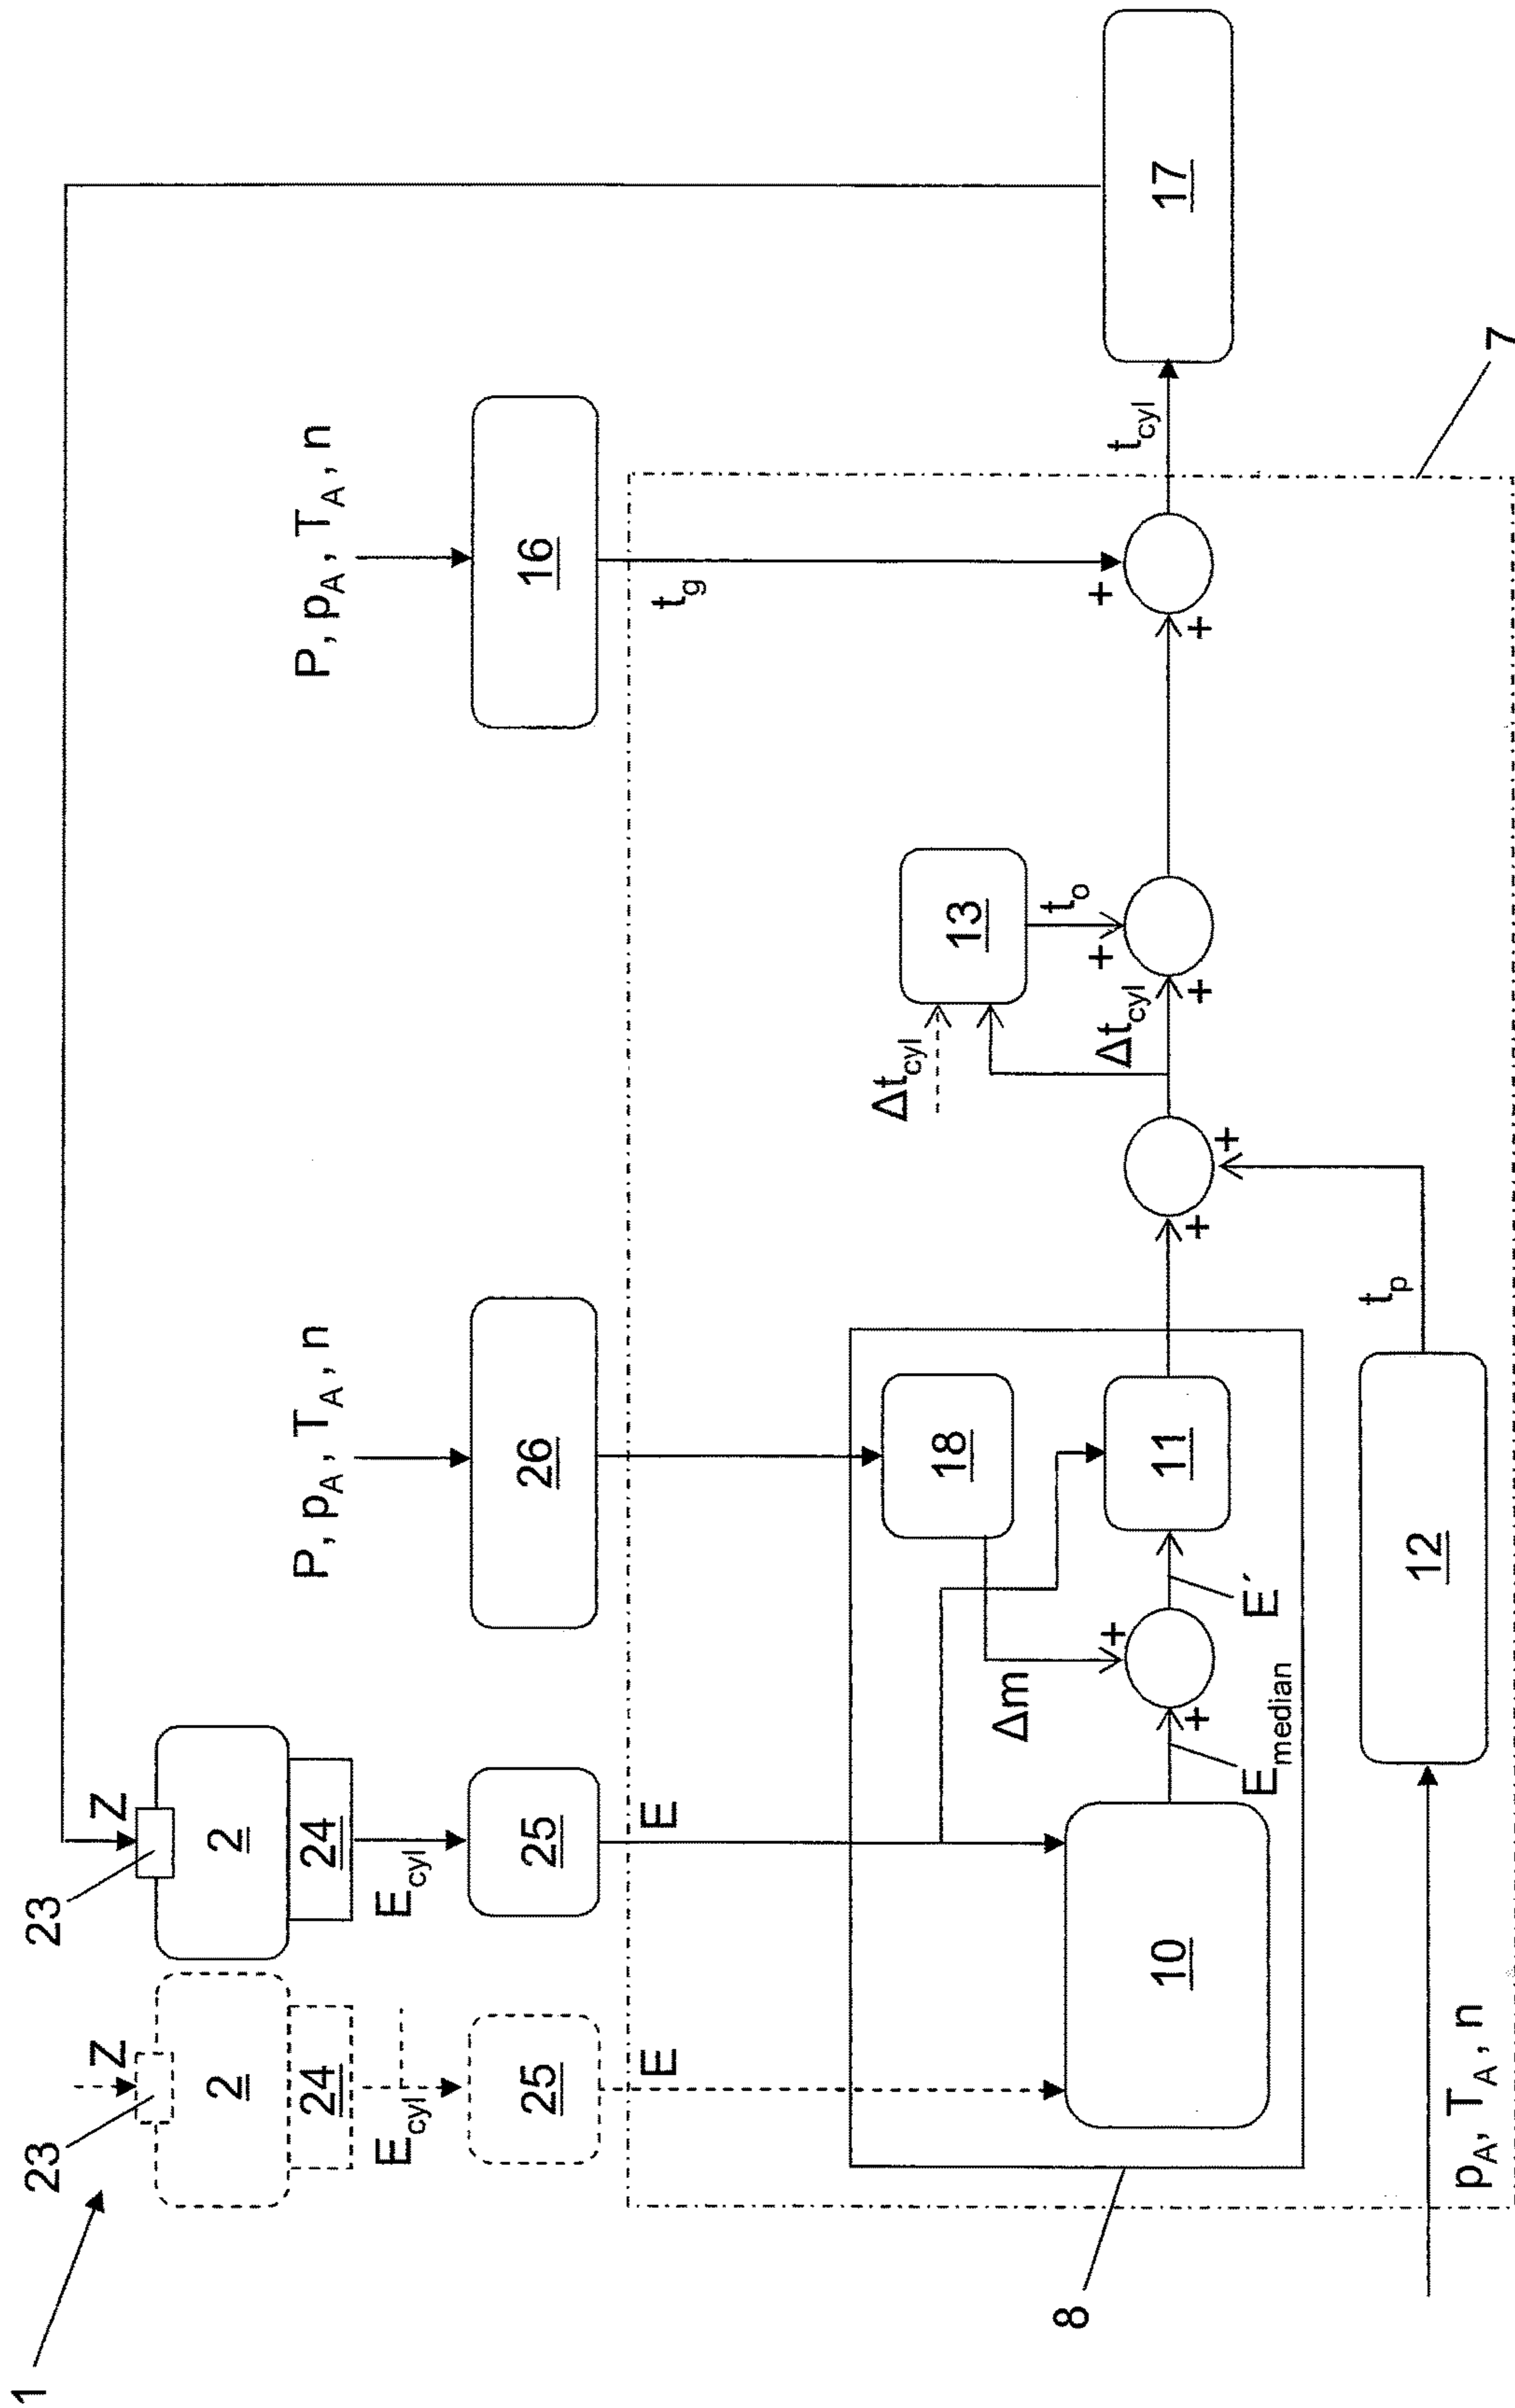 1
23
Z
2
24
E_cyl
25
E
23
Z
2
24
E_cyl
25
E
P, p_A, T_A, n
26
P, p_A, T_A, n
16
t_g
17
t_cyl
7
8
10
E_median
+
+
Δm
E´
18
11
+
+
12
t_p
p_A, T_A, n
Δt_cyl
Δt_cyl
13
t_o
+
+
+
+